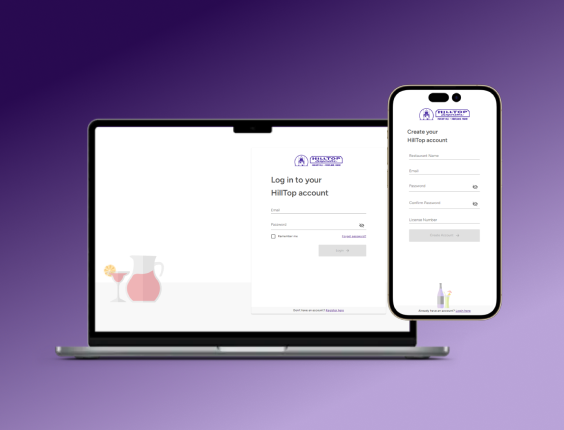 HILLTOP
Log in to your
HillTop account
Email
Password
Remember me
Forgot password?
Don't have an account? Register here
HILLTOP
Create your
HillTop account
Restaurant Name
Email
Password
Confirm Password
License Number
Create Account
Already have an account? Login here